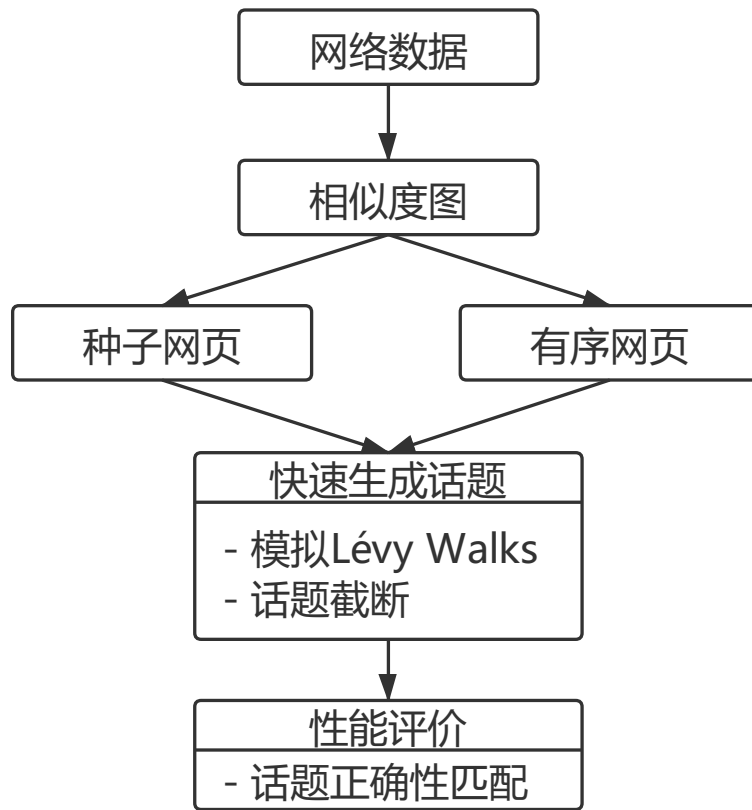 网络数据
相似度图
种子网页
有序网页
快速生成话题
- 模拟Lévy Walks
- 话题截断
性能评价
- 话题正确性匹配